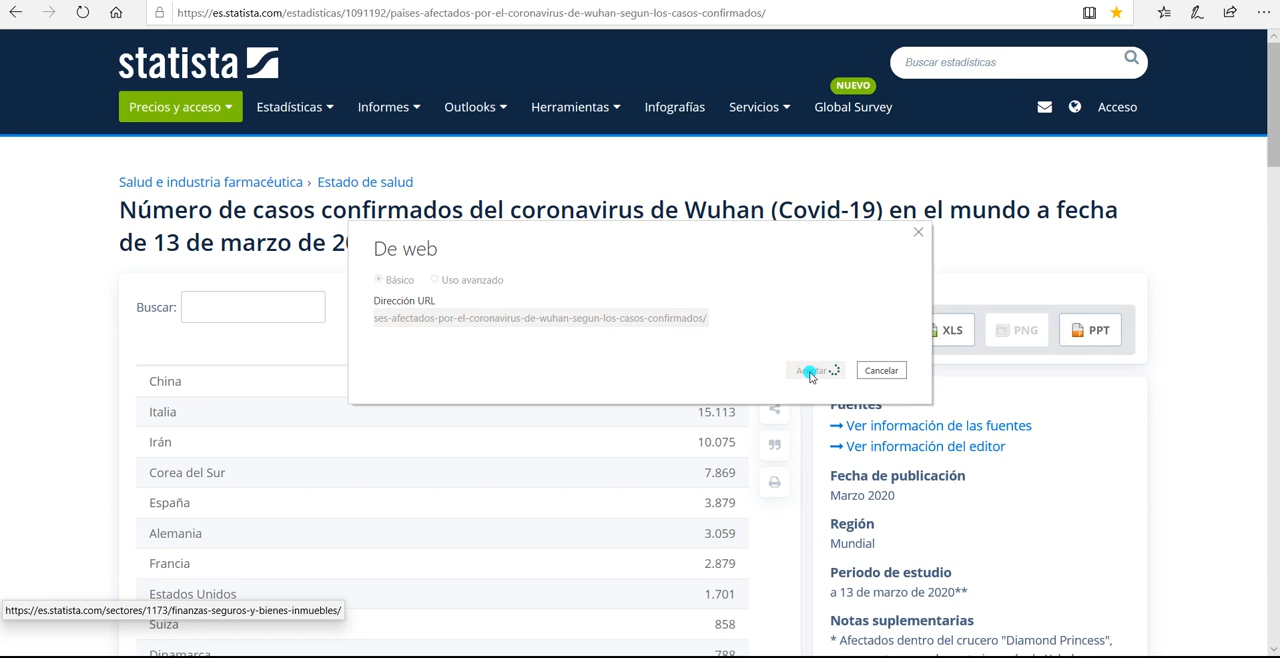 https://es.statista.com/estadisticas/1091192/paises-afectados-por-el-coronavirus-de-wuhan-segun-los-casos-confirmados/
statista
Buscar estadísticas
NUEVO
Precios y acceso
Estadísticas
Informes
Outlooks
Herramientas
Infografías
Servicios
Global Survey
Acceso
Salud e industria farmacéutica › Estado de salud
Número de casos confirmados del coronavirus de Wuhan (Covid-19) en el mundo a fecha
de 13 de marzo de
De web
Básico
Uso avanzado
Dirección URL
ses-afectados-por-el-coronavirus-de-wuhan-segun-los-casos-confirmados/
Cancelar
Buscar:
XLS
PNG
PPT
China
Italia 15.113
Irán 10.075
Corea del Sur 7.869
España 3.879
Alemania 3.059
Francia 2.879
Estados Unidos 1.701
https://es.statista.com/sectores/1173/finanzas-seguros-y-bienes-inmuebles/
Suiza 858
Dinamarca 788
Fuentes
→ Ver información de las fuentes
→ Ver información del editor
Fecha de publicación
Marzo 2020
Región
Mundial
Periodo de estudio
a 13 de marzo de 2020**
Notas suplementarias
* Afectados dentro del crucero "Diamond Princess",